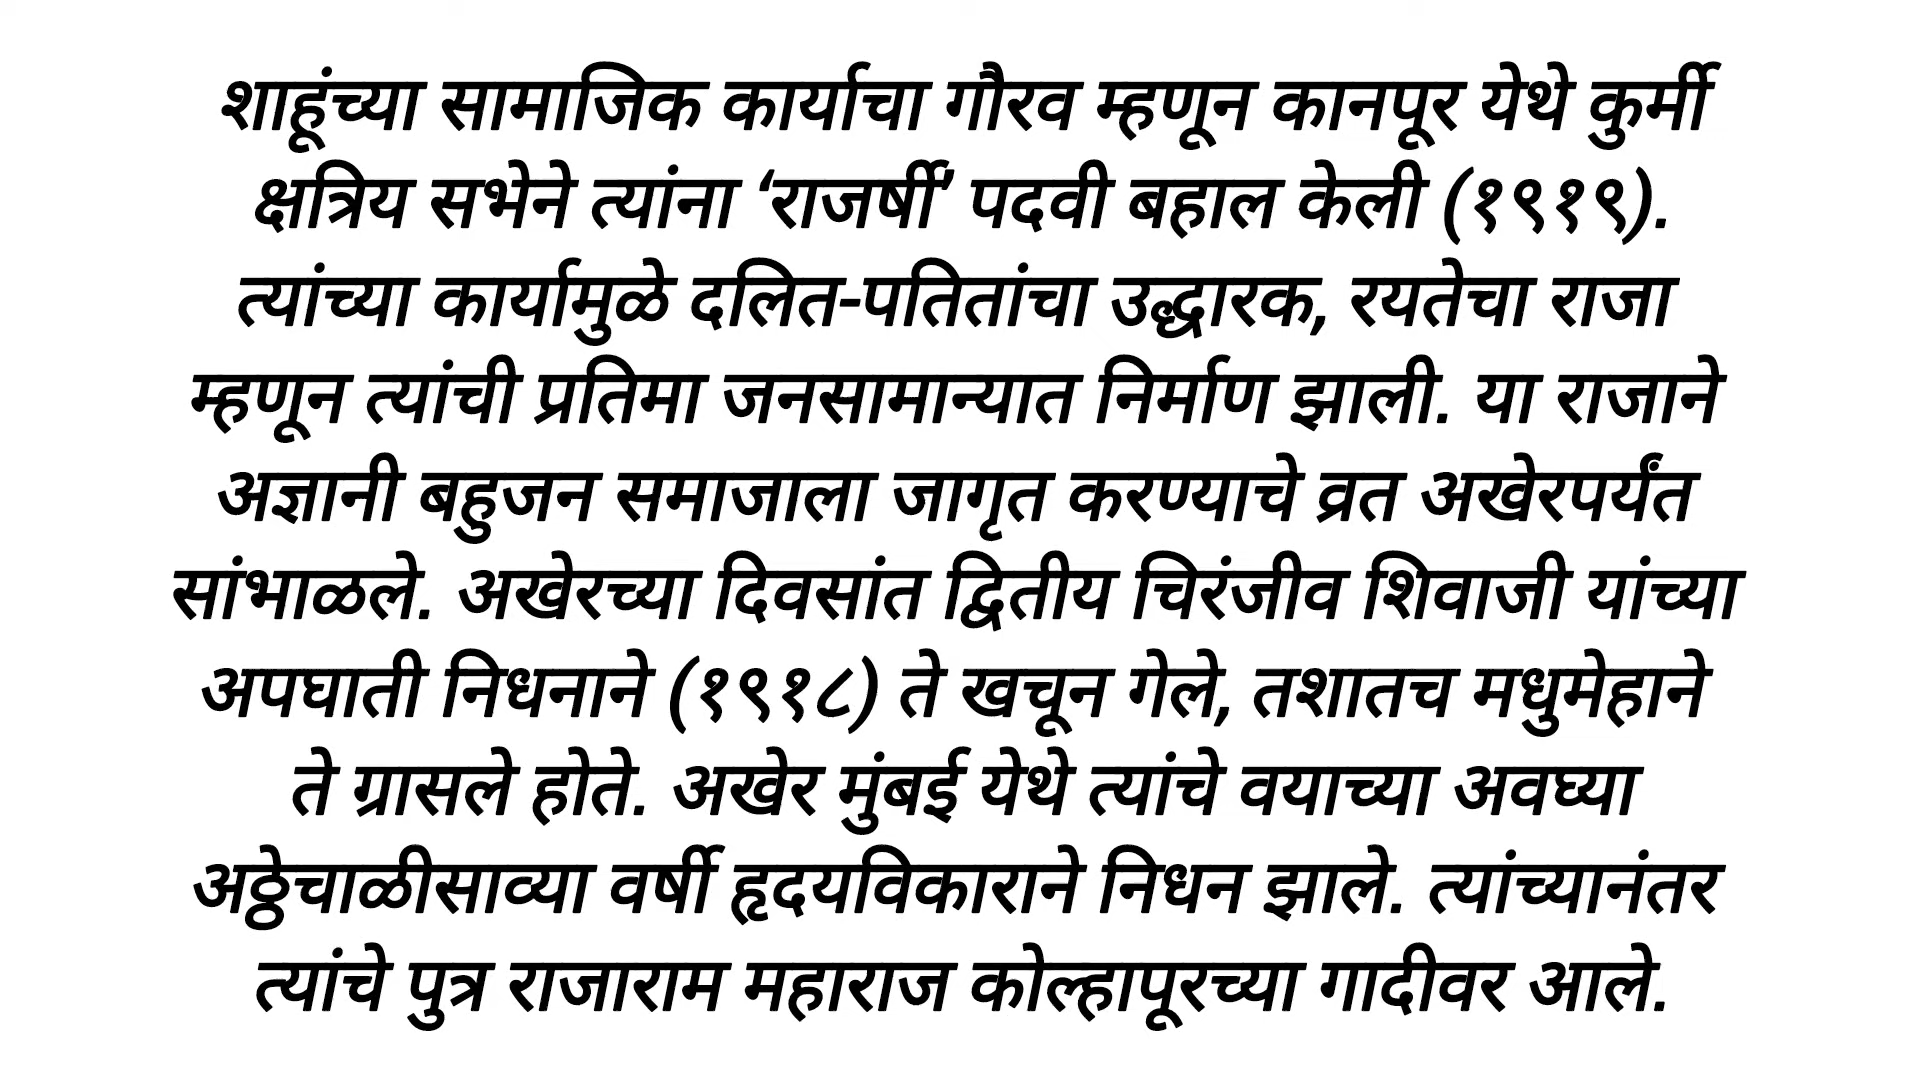 शाहूंच्या सामाजिक कार्याचा गौरव म्हणून कानपूर येथे कुर्मी
क्षत्रिय सभेने त्यांना ‘राजर्षी’ पदवी बहाल केली (१९१९).
त्यांच्या कार्यामुळे दलित-पतितांचा उद्धारक, रयतेचा राजा
म्हणून त्यांची प्रतिमा जनसामान्यात निर्माण झाली. या राजाने
अज्ञानी बहुजन समाजाला जागृत करण्याचे व्रत अखेरपर्यंत
सांभाळले. अखेरच्या दिवसांत द्वितीय चिरंजीव शिवाजी यांच्या
अपघाती निधनाने (१९१८) ते खचून गेले, तशातच मधुमेहाने
ते ग्रासले होते. अखेर मुंबई येथे त्यांचे वयाच्या अवघ्या
अठ्ठेचाळीसाव्या वर्षी हृदयविकाराने निधन झाले. त्यांच्यानंतर
त्यांचे पुत्र राजाराम महाराज कोल्हापूरच्या गादीवर आले.